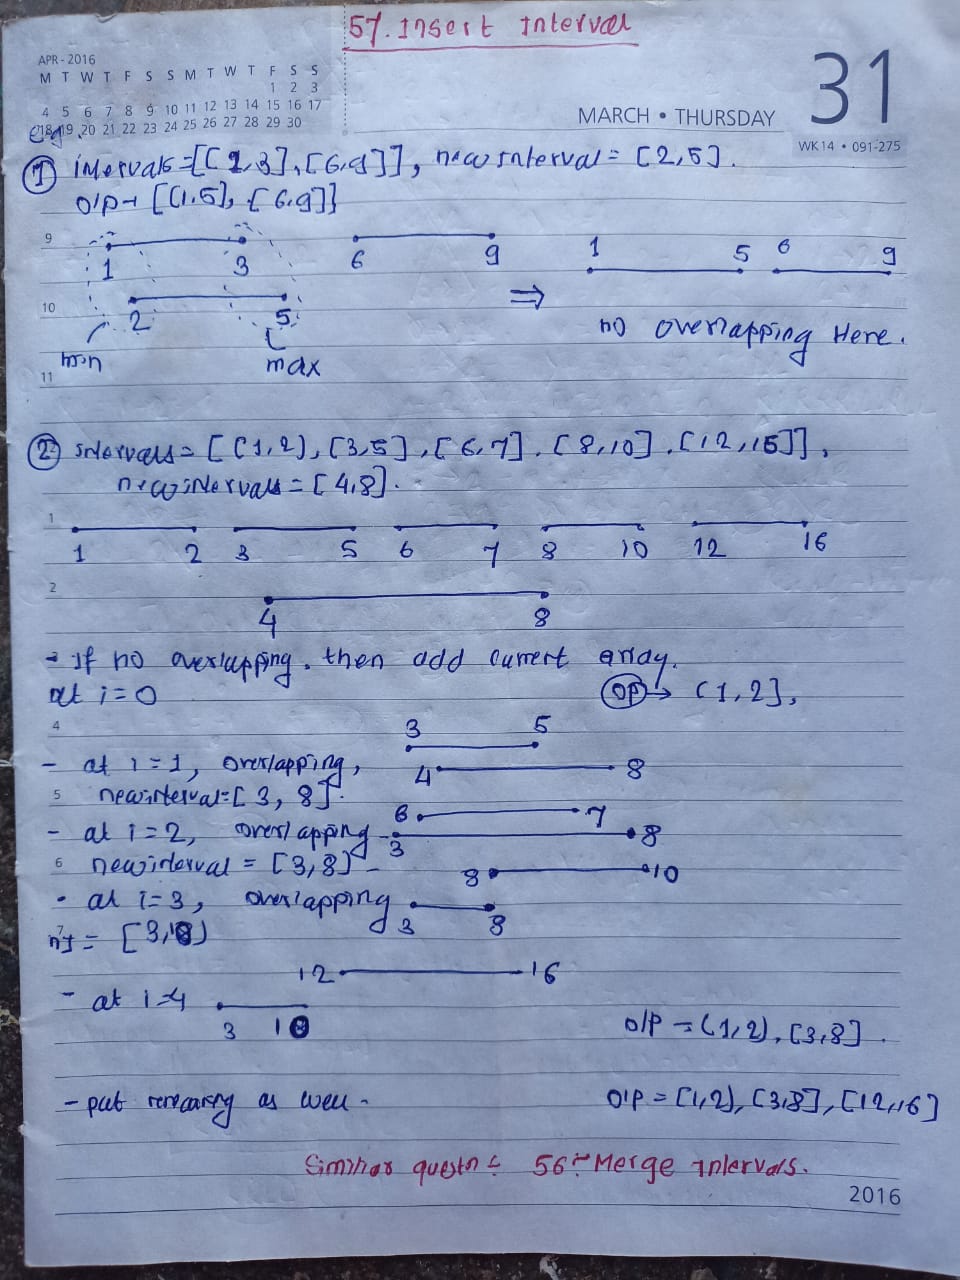 57. Insert Interval
APR - 2016
M T W T F S S M T W T F S S
1 2 3
4 5 6 7 8 9 10 11 12 13 14 15 16 17
18 19 20 21 22 23 24 25 26 27 28 29 30
31
MARCH • THURSDAY
WK 14 • 091-275
eg.
① intervals = [[1,3], [6,9]], newInterval = [2,5].
o/p → [[1,5], [6,9]]
9
1 3 6 9 1 5 6 9
10
2 5 ⇒ no overlapping Here.
min max
11
② intervals = [[1,2), [3,5], [6,7], [8,10], [12,15]],
newintervals = [4,8].
1
1 2 3 5 6 7 8 10 12 16
2
4 8
- If no overlapping, then add current array.
at i=0 OP → [1,2],
4
3 5
- at i=1, overlapping, 4 8
5 newinterval=[3, 8].
6 7
- at i=2, overlapping 3 8
6 newinterval = [3,8] -
8 10
- at i=3, overlapping 3 8
7
nI = [3,10)
12 16
- at i=4
3 10 o/p = (1,2), [3,8].
- put remaining as well - O/P = [1,2), [3,8], [12,16]
Similar questn : 56 :- Merge Intervals.
2016